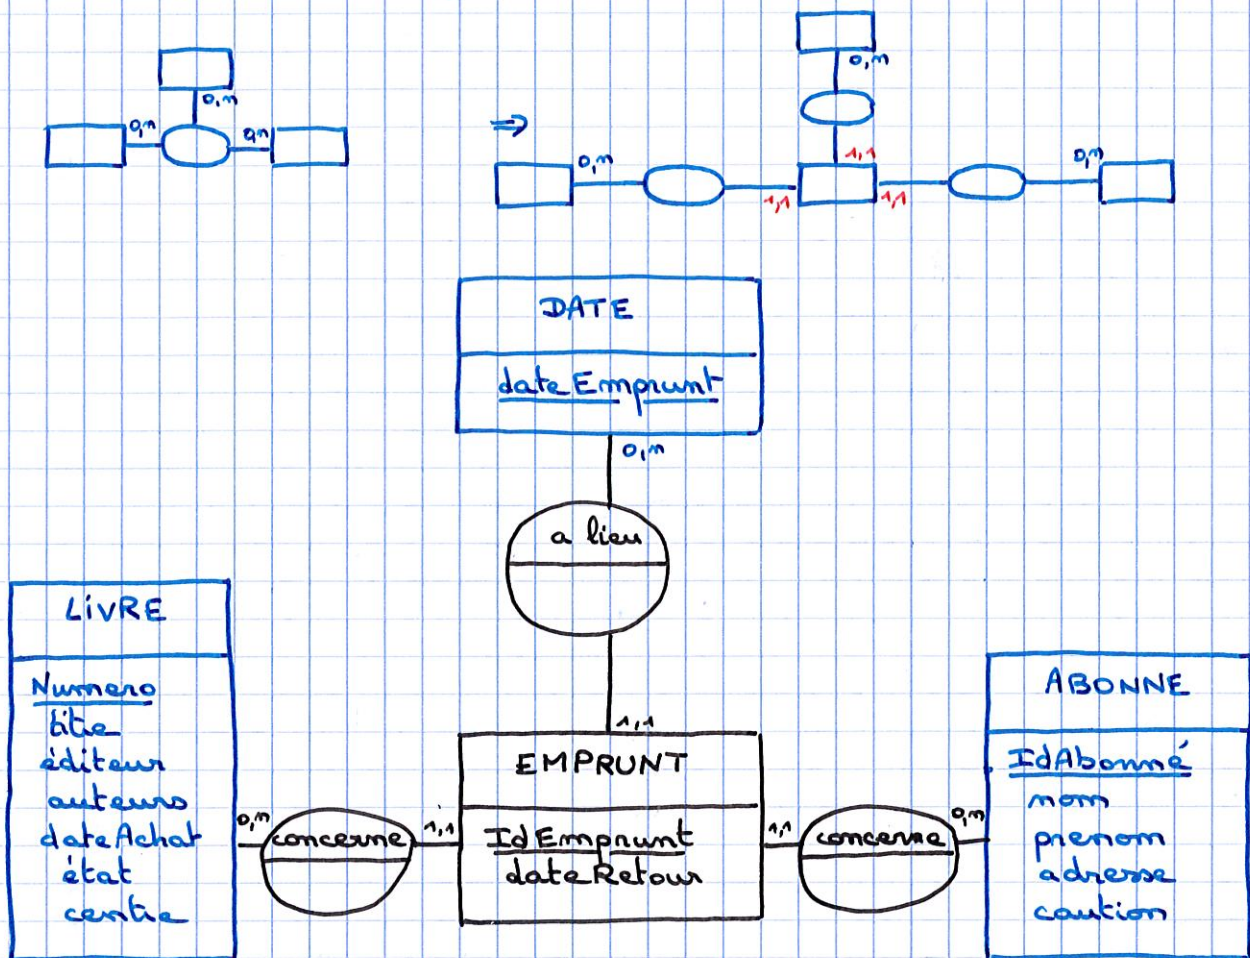 0,n
0,n
0,n 0,n
⇒
0,n
1,1
0,n
1,1
1,1
0,n
DATE
dateEmprunt
0,n
a lieu
1,1
LIVRE
Numero
titre
éditeur
auteurs
dateAchat
état
centre
0,n
concerne
1,1
EMPRUNT
IdEmprunt
dateRetour
1,1
concerne
0,n
ABONNE
IdAbonné
nom
prenom
adresse
caution